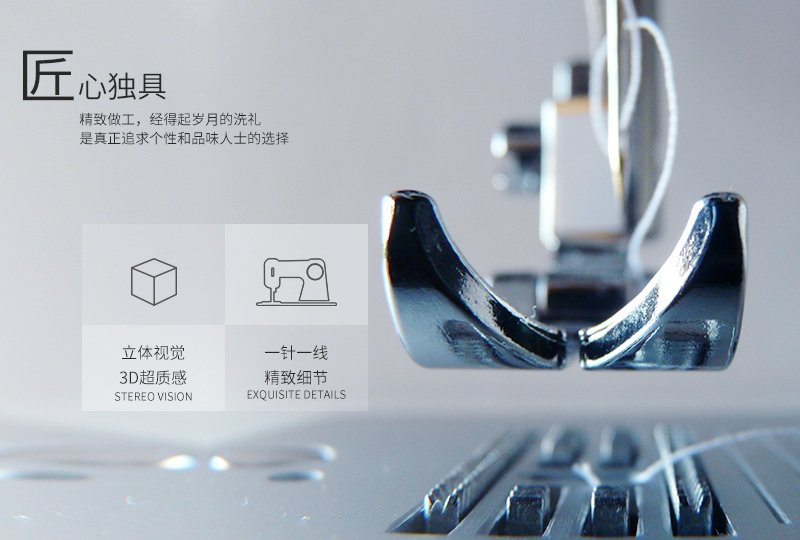 匠心独具
精致做工，经得起岁月的洗礼
是真正追求个性和品味人士的选择
立体视觉
3D超质感
STEREO VISION
一针一线
精致细节
EXQUISITE DETAILS